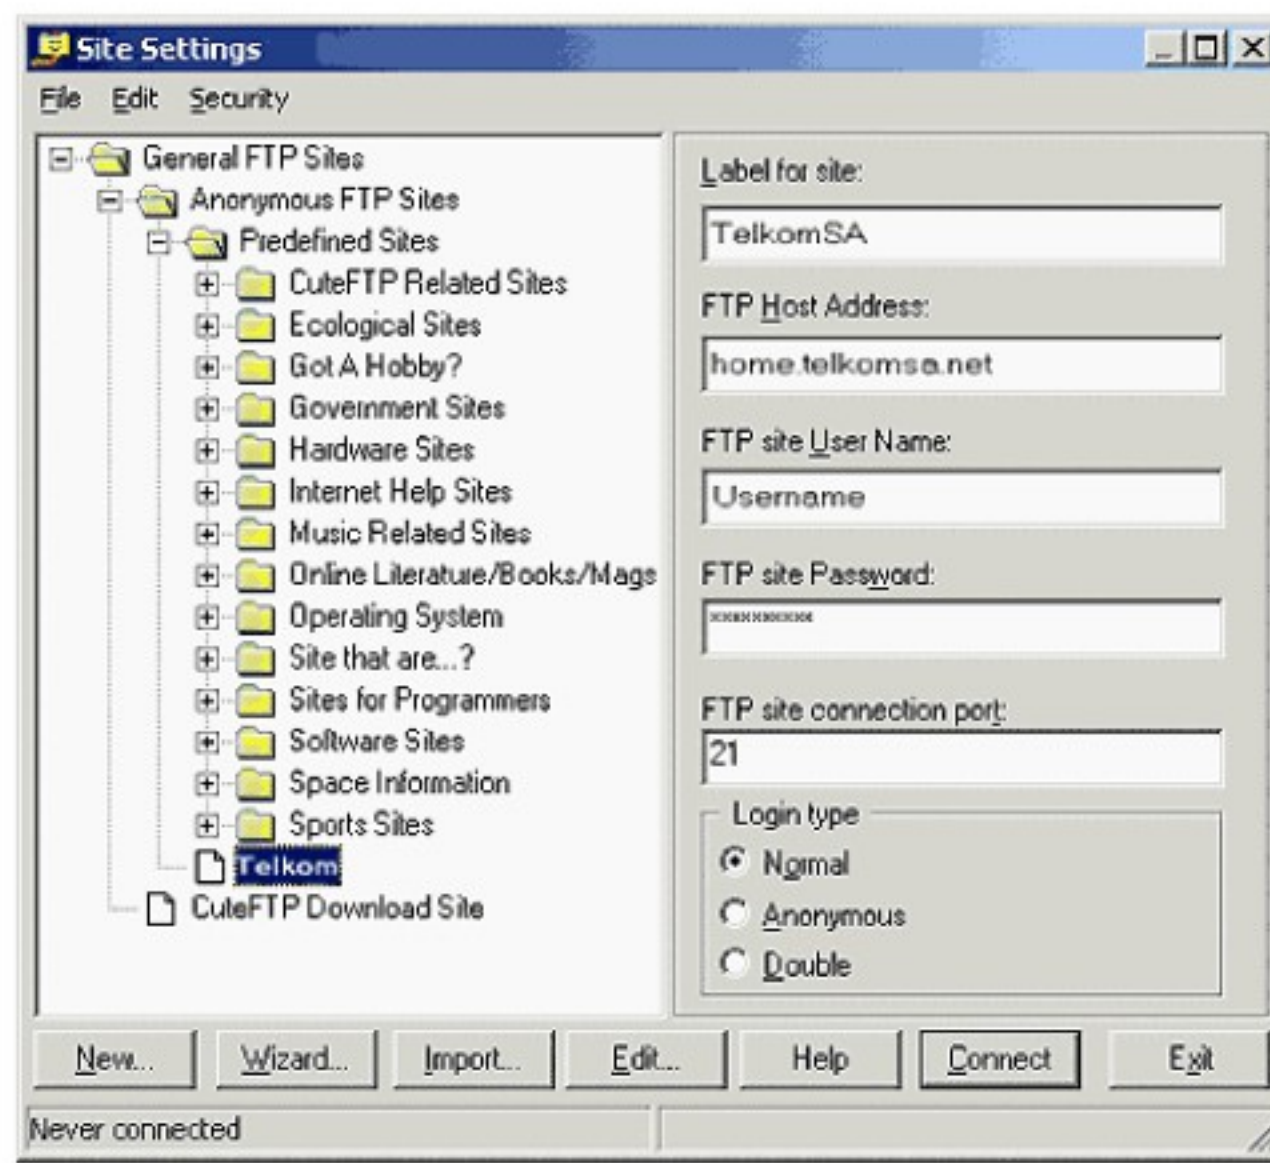 Site Settings
File Edit Security
General FTP Sites
Anonymous FTP Sites
Predefined Sites
CuteFTP Related Sites
Ecological Sites
Got A Hobby?
Government Sites
Hardware Sites
Internet Help Sites
Music Related Sites
Online Literature/Books/Mags
Operating System
Site that are...?
Sites for Programmers
Software Sites
Space Information
Sports Sites
Telkom
CuteFTP Download Site
Label for site:
TelkomSA
FTP Host Address:
home.telkomsa.net
FTP site User Name:
Username
FTP site Password:
××××××××××
FTP site connection port:
21
Login type
Normal
Anonymous
Double
New... Wizard... Import... Edit... Help Connect Exit
Never connected